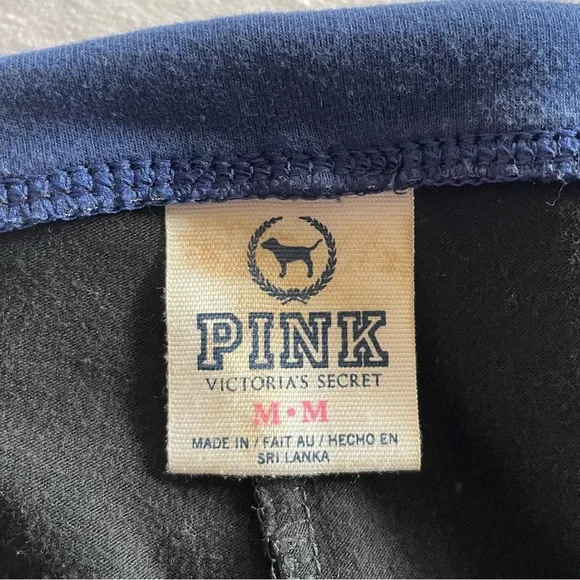 PINK
VICTORIA'S SECRET
M•M
MADE IN / FAIT AU / HECHO EN
SRI LANKA